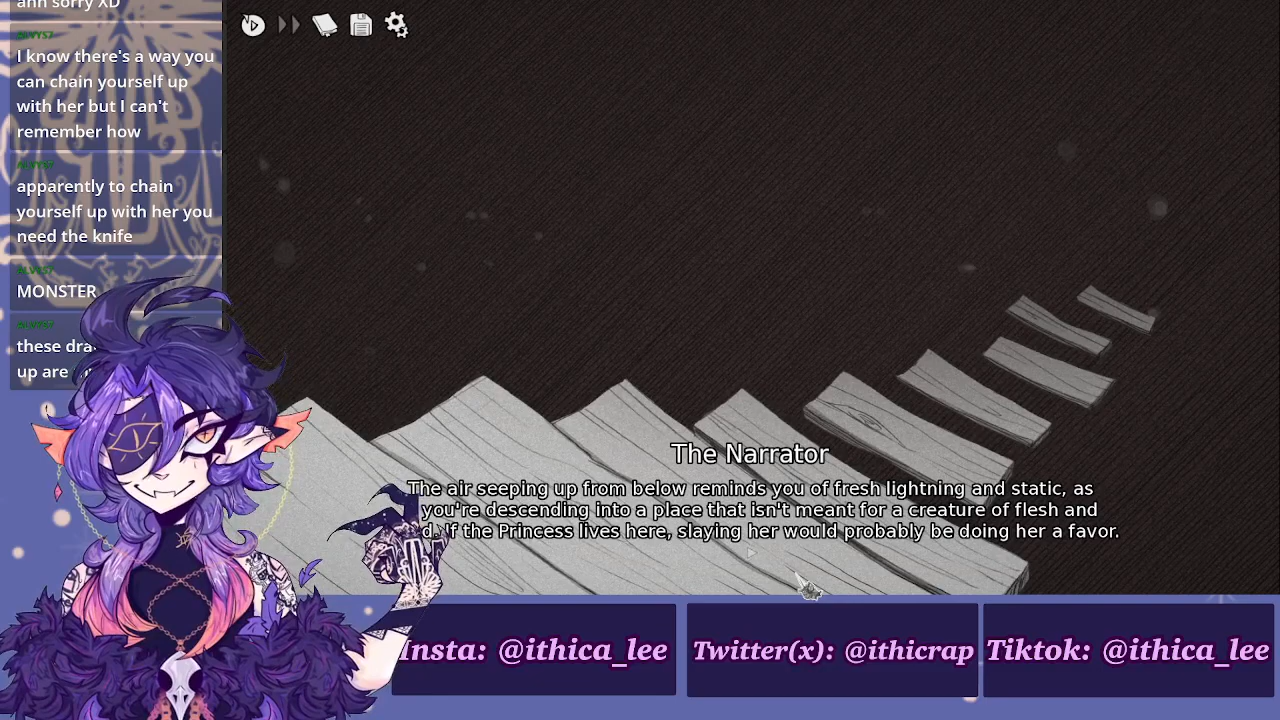 ahh sorry XD
ALVYS7
I know there's a way you
can chain yourself up
with her but I can't
remember how
ALVYS7
apparently to chain
yourself up with her you
need the knife
ALVYS7
MONSTER
ALVYS7
these
up are
The Narrator
The air seeping up from below reminds you of fresh lightning and static, as
you're descending into a place that isn't meant for a creature of flesh and
If the Princess lives here, slaying her would probably be doing her a favor.
Insta: @ithica_lee
Twitter(x): @ithicrap
Tiktok: @ithica_lee